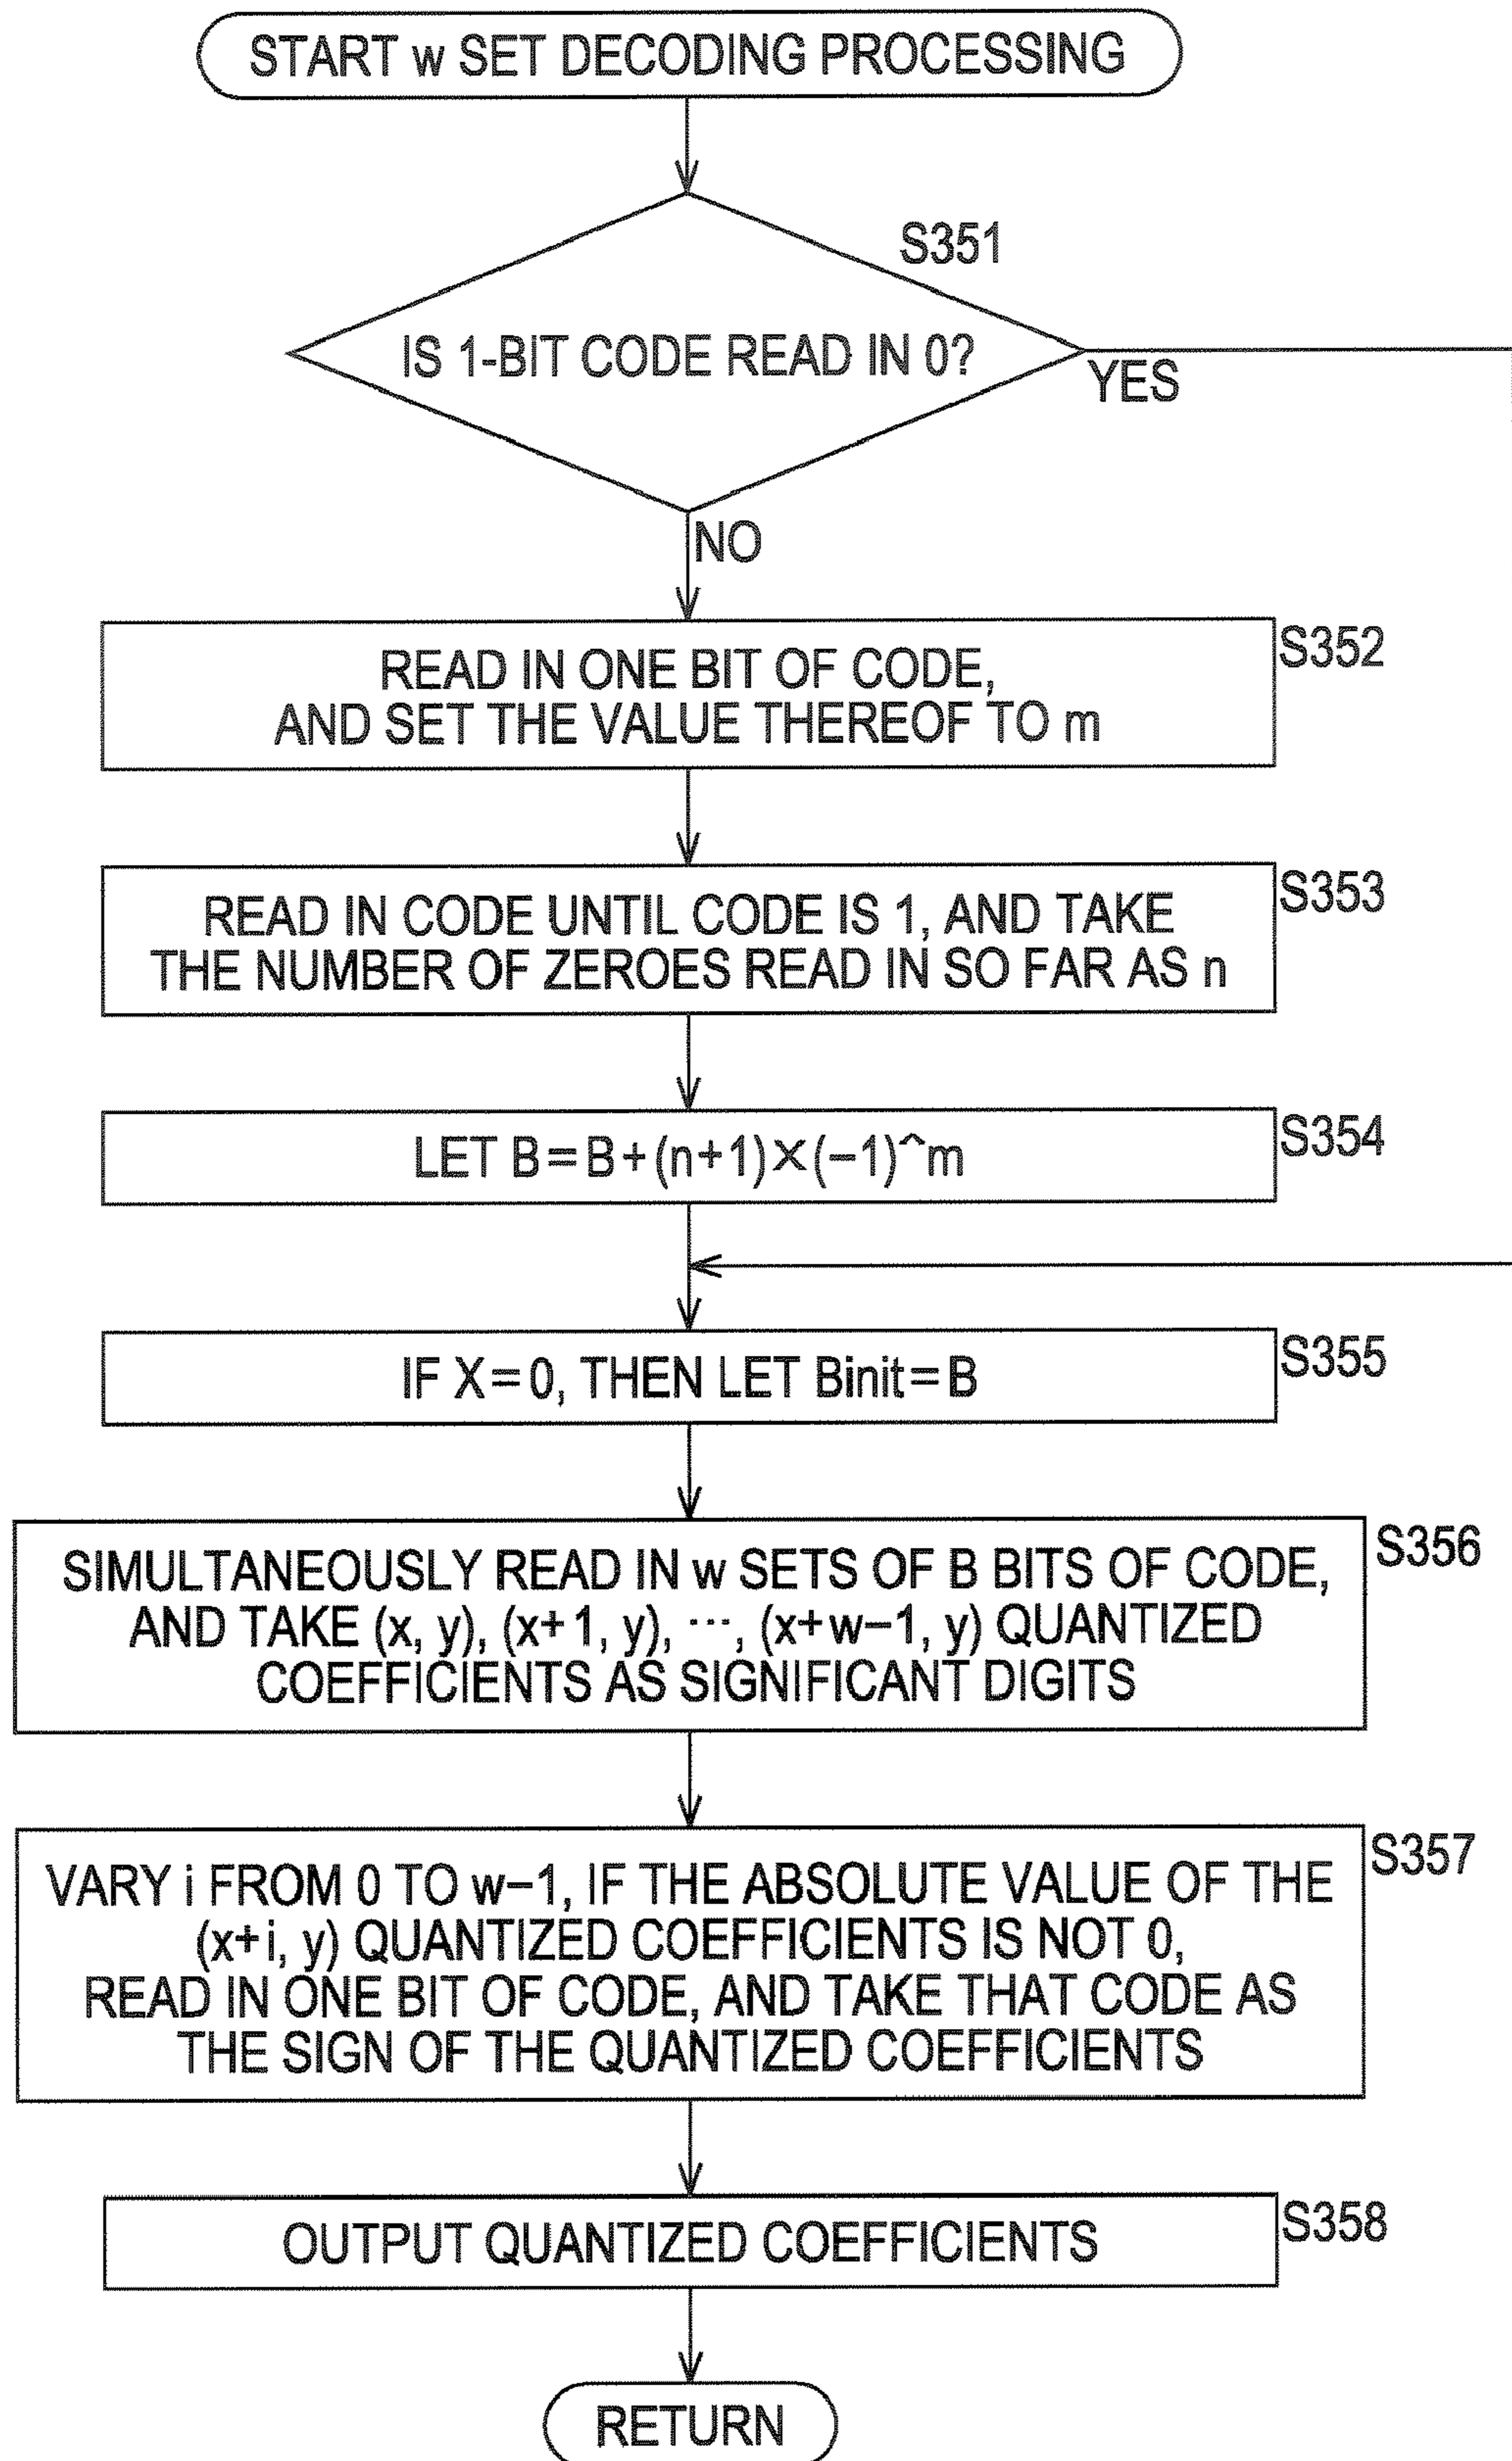 START w SET DECODING PROCESSING
S351
IS 1-BIT CODE READ IN 0?
YES
NO
READ IN ONE BIT OF CODE,
AND SET THE VALUE THEREOF TO m
S352
READ IN CODE UNTIL CODE IS 1, AND TAKE
THE NUMBER OF ZEROES READ IN SO FAR AS n
S353
LET B=B+(n+1)×(−1)^m
S354
IF X=0, THEN LET Binit=B
S355
SIMULTANEOUSLY READ IN w SETS OF B BITS OF CODE,
AND TAKE (x, y), (x+1, y), ···, (x+w−1, y) QUANTIZED
COEFFICIENTS AS SIGNIFICANT DIGITS
S356
VARY i FROM 0 TO w−1, IF THE ABSOLUTE VALUE OF THE
(x+i, y) QUANTIZED COEFFICIENTS IS NOT 0,
READ IN ONE BIT OF CODE, AND TAKE THAT CODE AS
THE SIGN OF THE QUANTIZED COEFFICIENTS
S357
OUTPUT QUANTIZED COEFFICIENTS
S358
RETURN